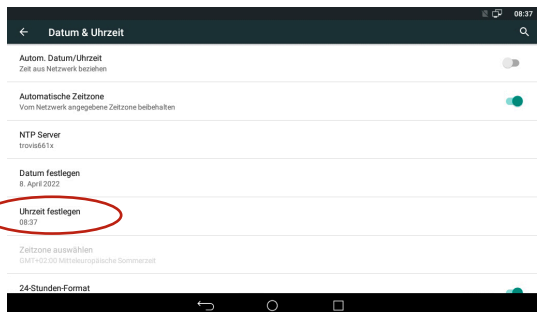 08:37
Datum & Uhrzeit
Autom. Datum/Uhrzeit
Zeit aus Netzwerk beziehen
Automatische Zeitzone
Vom Netzwerk angegebene Zeitzone beibehalten
NTP Server
trovis661x
Datum festlegen
8. April 2022
Uhrzeit festlegen
08:37
Zeitzone auswählen
GMT+02:00 Mitteleuropäische Sommerzeit
24-Stunden-Format